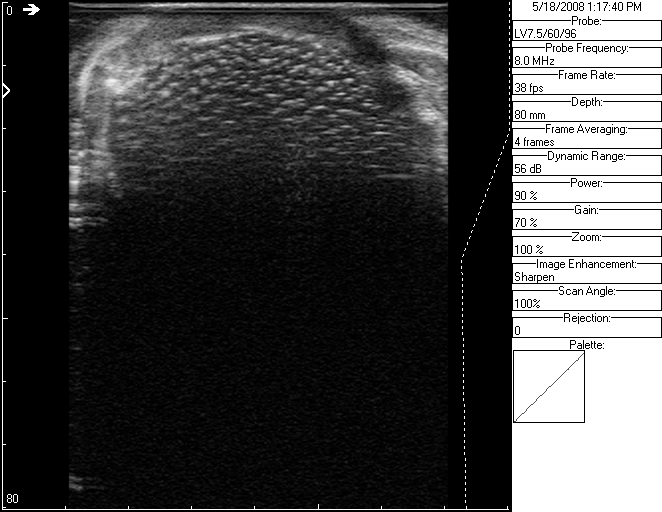 0
80
5/18/2008 1:17:40 PM
Probe:
LV7.5/60/96
Probe Frequency:
8.0 MHz
Frame Rate:
38 fps
Depth:
80 mm
Frame Averaging:
4 frames
Dynamic Range:
56 dB
Power:
90 %
Gain:
70 %
Zoom:
100 %
Image Enhancement:
Sharpen
Scan Angle:
100%
Rejection:
0
Palette: